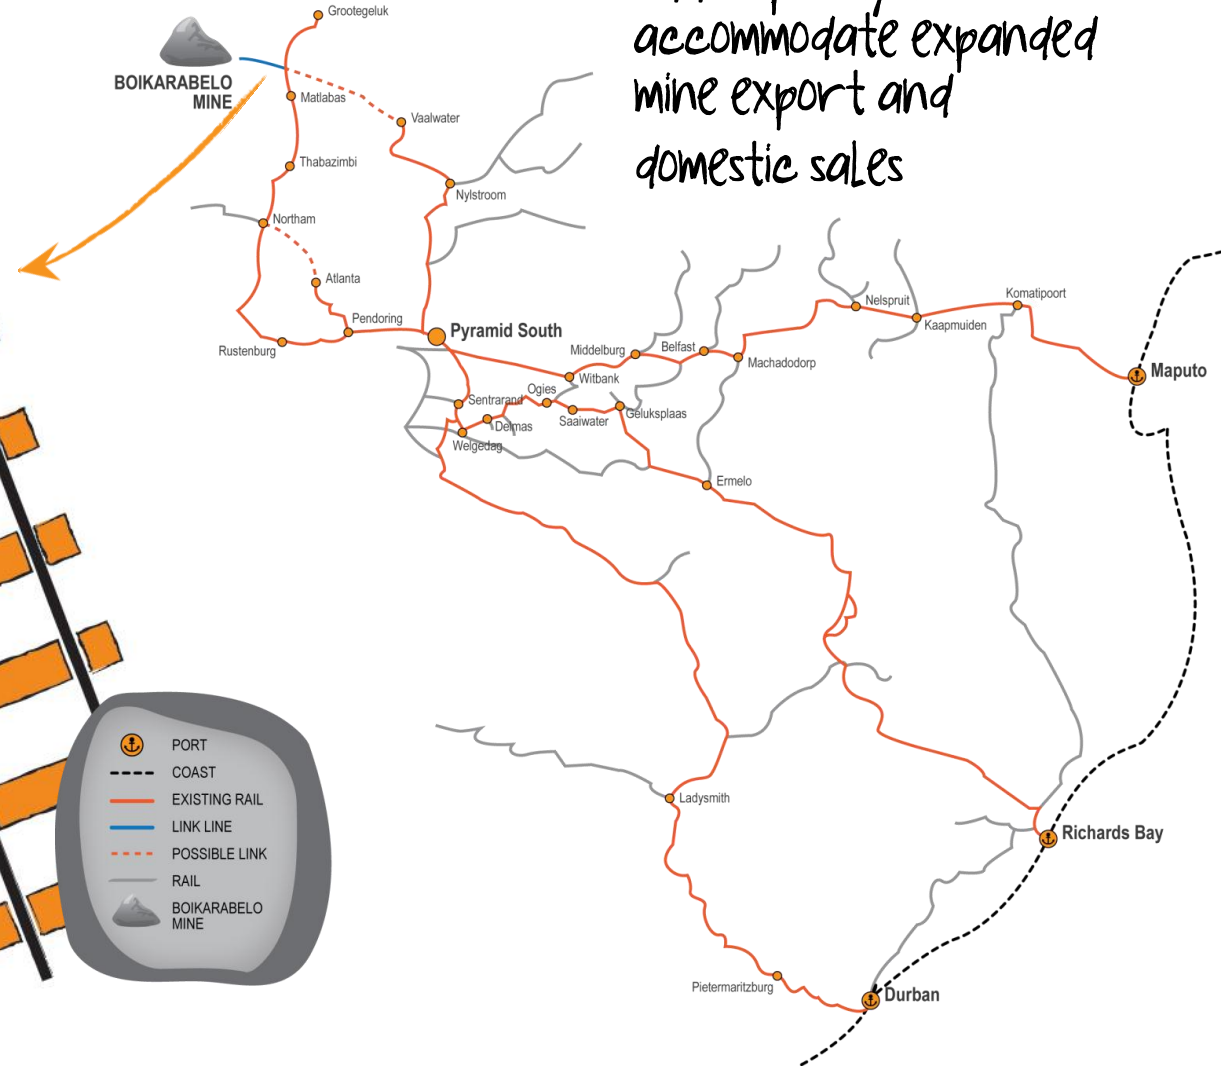 accommodate expanded
mine export and
domestic sales
Grootegeluk
BOIKARABELO
MINE
Matlabas
Vaalwater
Thabazimbi
Nylstroom
Northam
Atlanta
Pendoring
Rustenburg
Pyramid South
Middelburg
Belfast
Nelspruit
Kaapmuiden
Komatipoort
Machadodorp
Maputo
Witbank
Ogies
Sentrarand
Saaiwater
Geluksplaas
Delmas
Welgedag
Ermelo
Ladysmith
Richards Bay
Pietermaritzburg
Durban
PORT
COAST
EXISTING RAIL
LINK LINE
POSSIBLE LINK
RAIL
BOIKARABELO
MINE